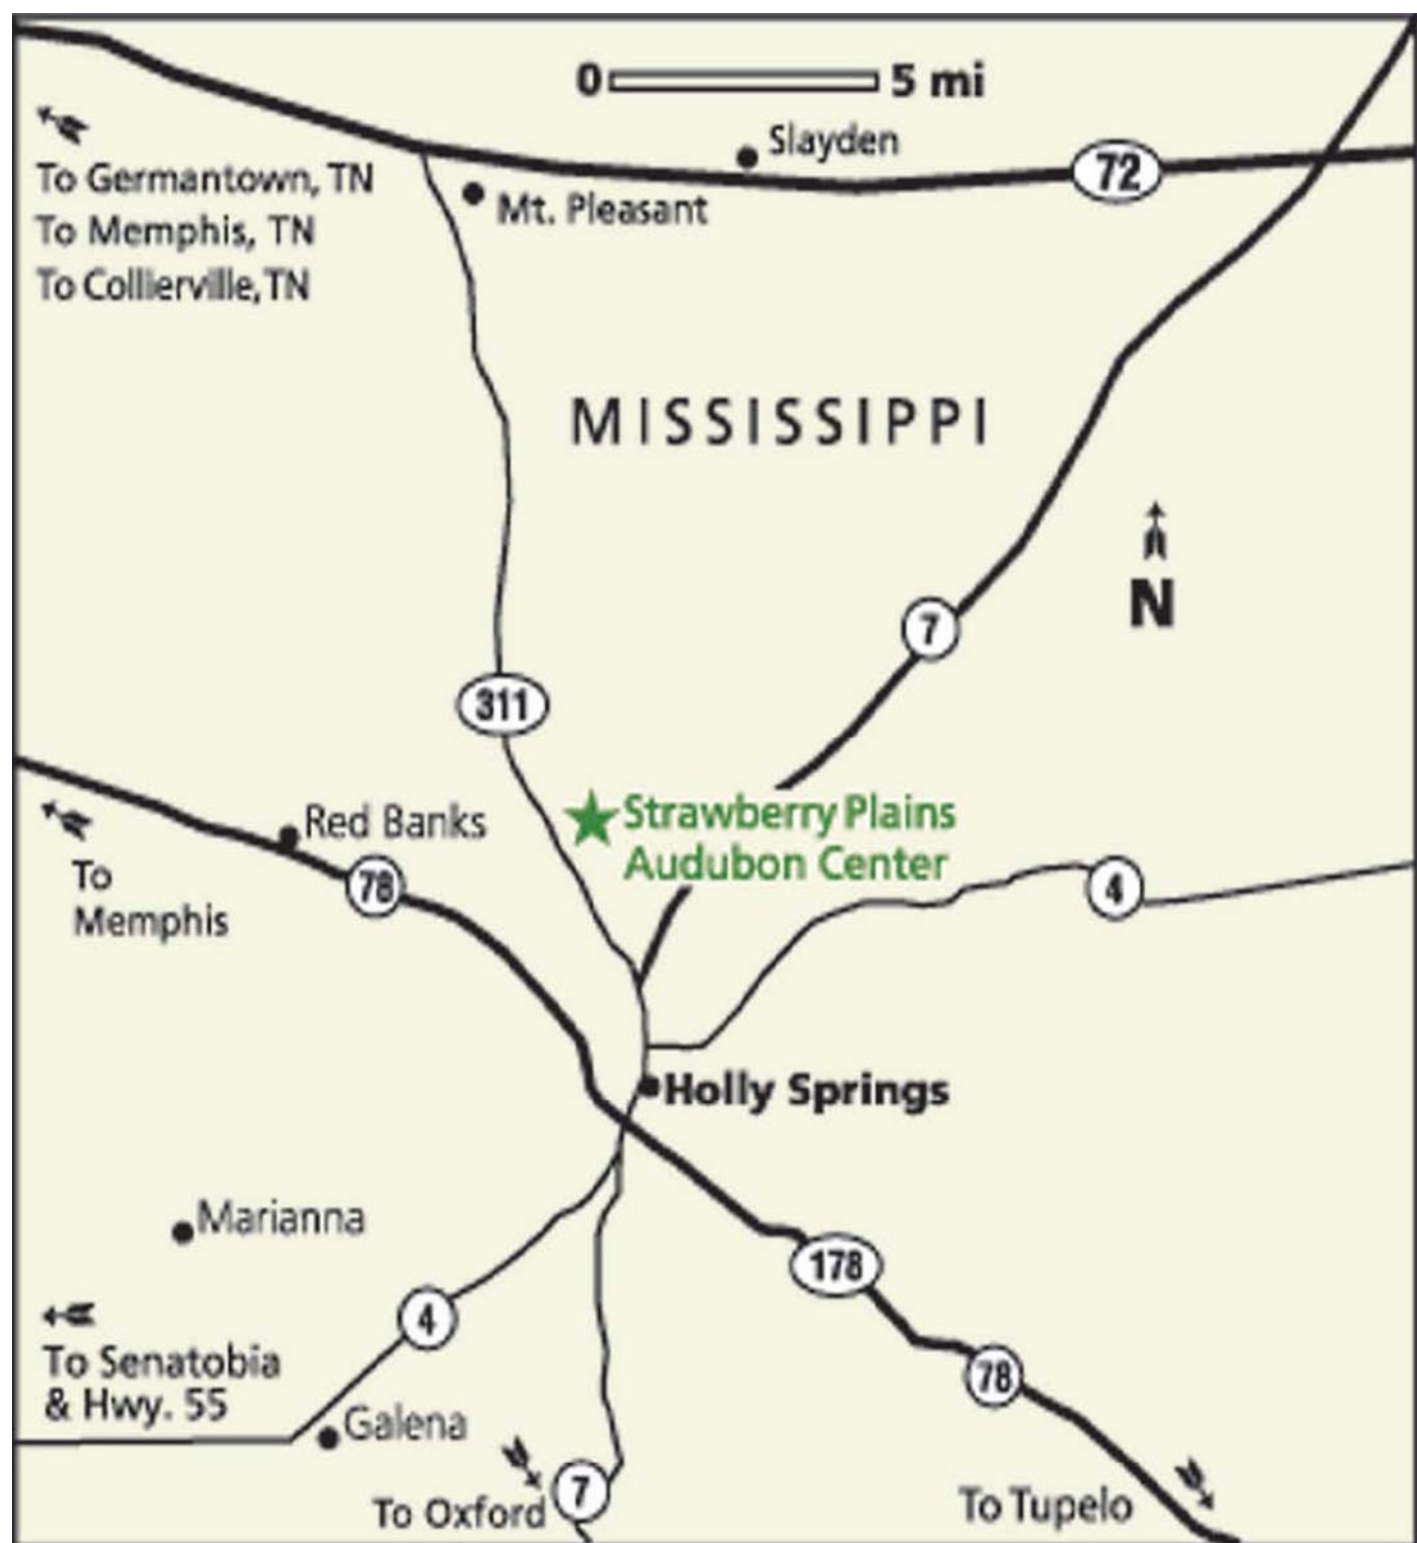 0 5 mi
Slayden
72
Mt. Pleasant
To Germantown, TN
To Memphis, TN
To Collierville, TN
MISSISSIPPI
N
7
311
Strawberry Plains
Audubon Center
Red Banks
78
4
To
Memphis
Holly Springs
Marianna
178
4
To Senatobia
& Hwy. 55
78
Galena
7
To Oxford
To Tupelo